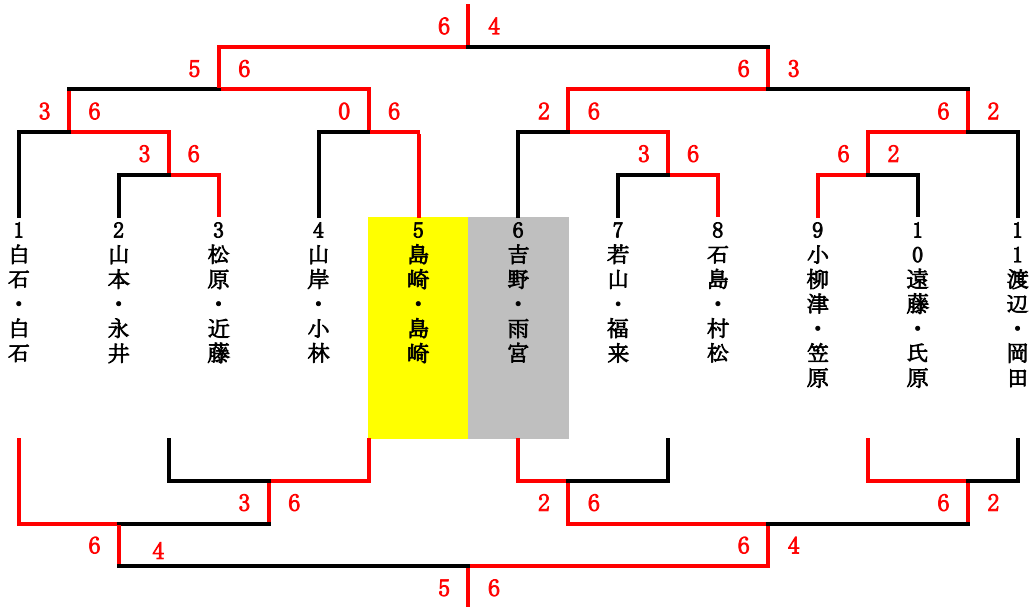 6 4
5 6 6 3
3 6 0 6 2 6 6 2
3 6 3 6 6 2
1白石・白石
2山本・永井
3松原・近藤
4山岸・小林
5島崎・島崎
6吉野・雨宮
7若山・福来
8石島・村松
9小柳津・笠原
10遠藤・氏原
11渡辺・岡田
3 6 2 6 6 2
6 4 6 4
5 6